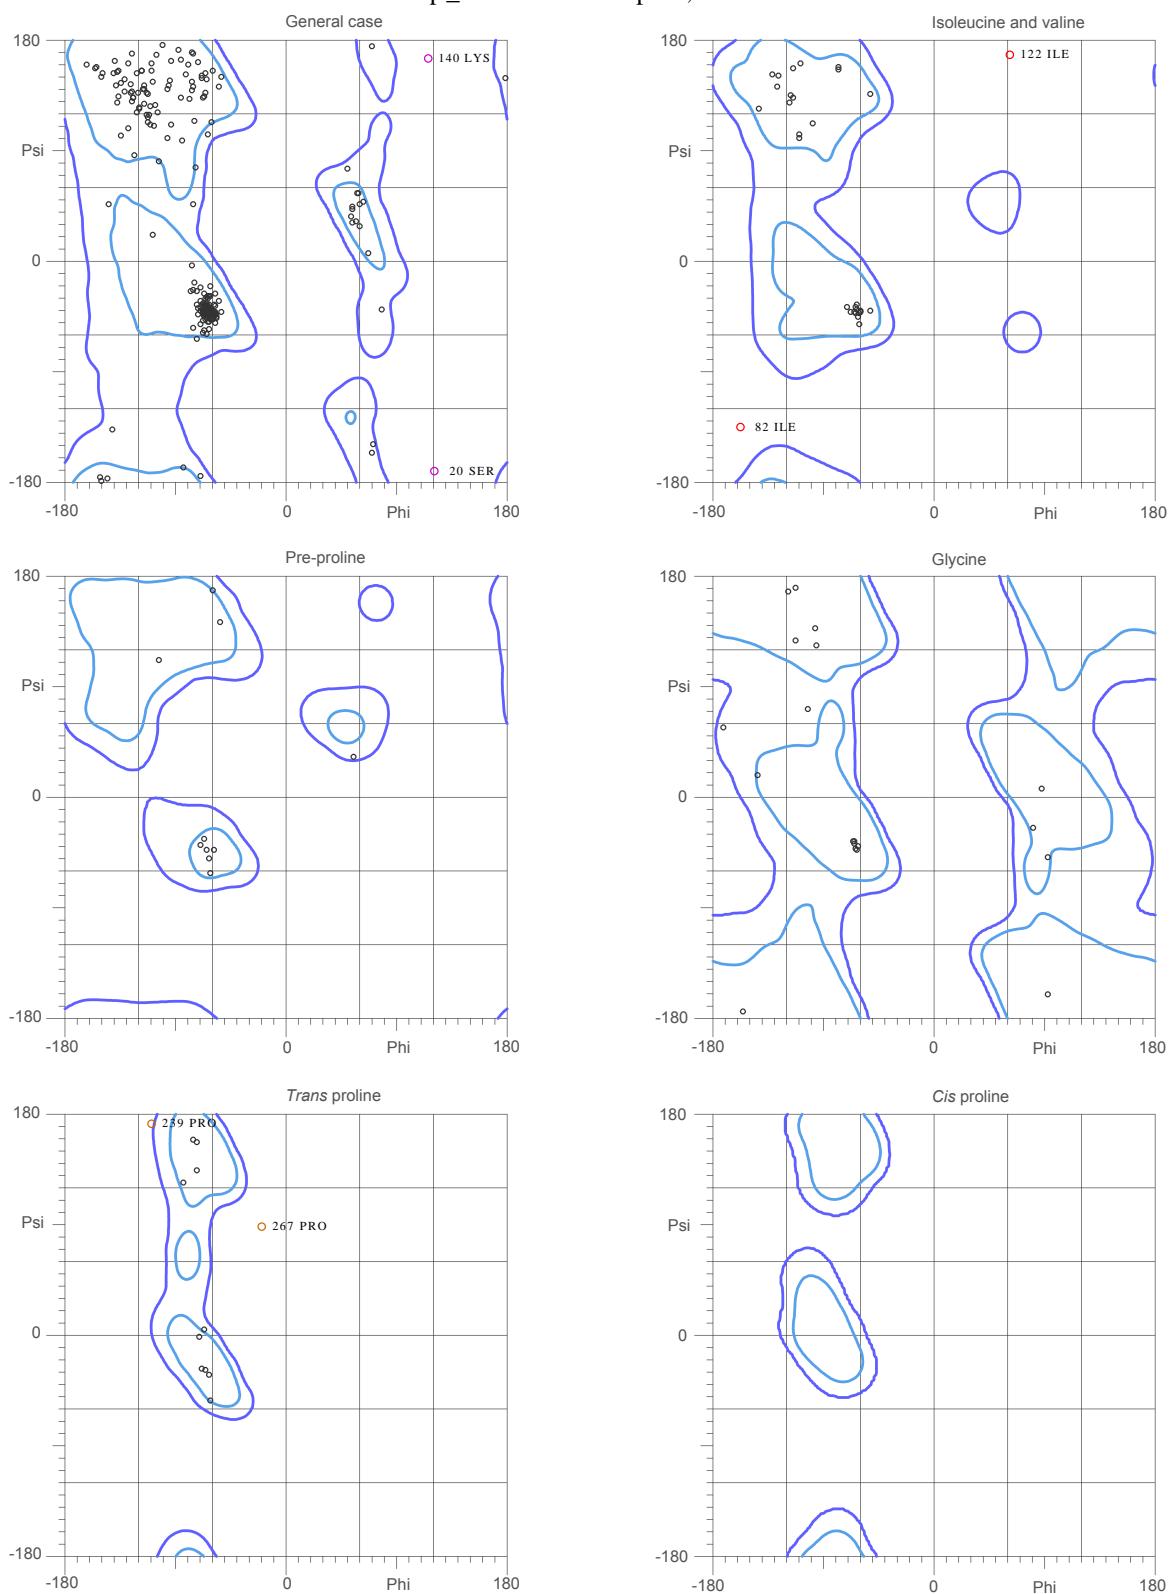 General case
Isoleucine and valine
180
140 LYS
Psi
0
20 SER
-180
-180
0
Phi
180
180
122 ILE
Psi
0
82 ILE
-180
-180
0
Phi
180
Pre-proline
Glycine
180
Psi
0
-180
-180
0
Phi
180
180
Psi
0
-180
-180
0
Phi
180
Trans proline
Cis proline
180
239 PRO
Psi
267 PRO
0
-180
-180
0
Phi
180
180
Psi
0
-180
-180
0
Phi
180